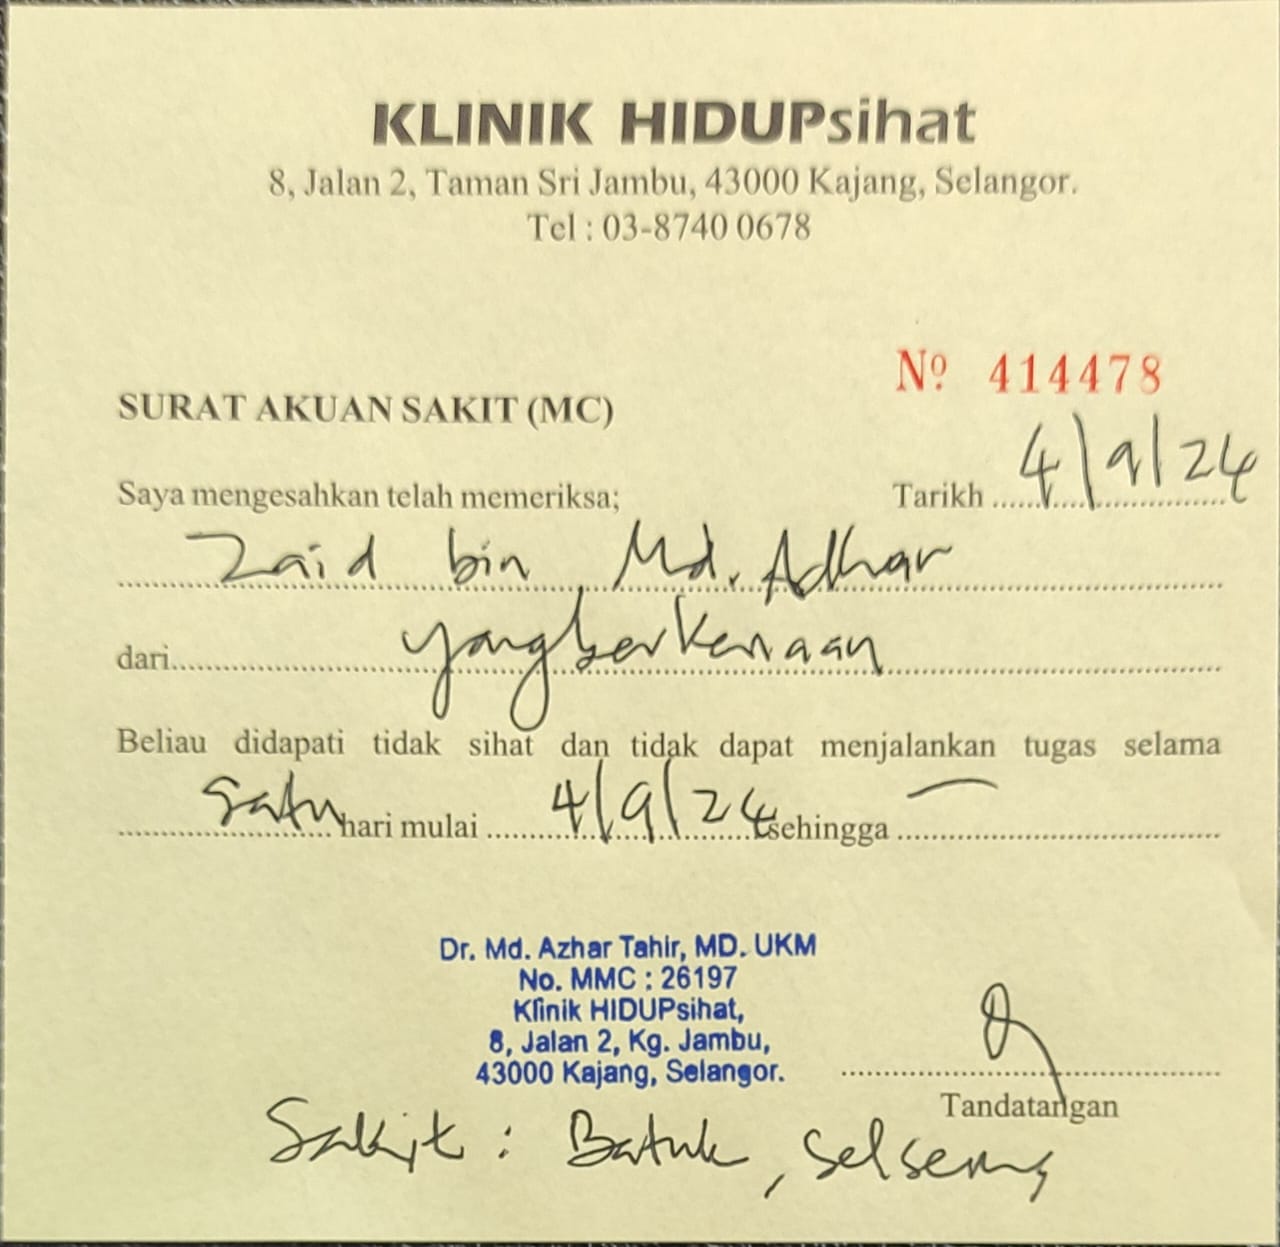 KLINIK HIDUPsihat
8, Jalan 2, Taman Sri Jambu, 43000 Kajang, Selangor.
Tel : 03-8740 0678
Nº 414478
SURAT AKUAN SAKIT (MC)
Saya mengesahkan telah memeriksa; Tarikh 4/9/24
Zaid bin Md. Adhar
dari yang berkenaan
Beliau didapati tidak sihat dan tidak dapat menjalankan tugas selama
satu hari mulai 4/9/24 sehingga —
Dr. Md. Azhar Tahir, MD. UKM
No. MMC : 26197
Klinik HIDUPsihat,
8, Jalan 2, Kg. Jambu,
43000 Kajang, Selangor.
Tandatangan
Sakit : Batuk, selsema